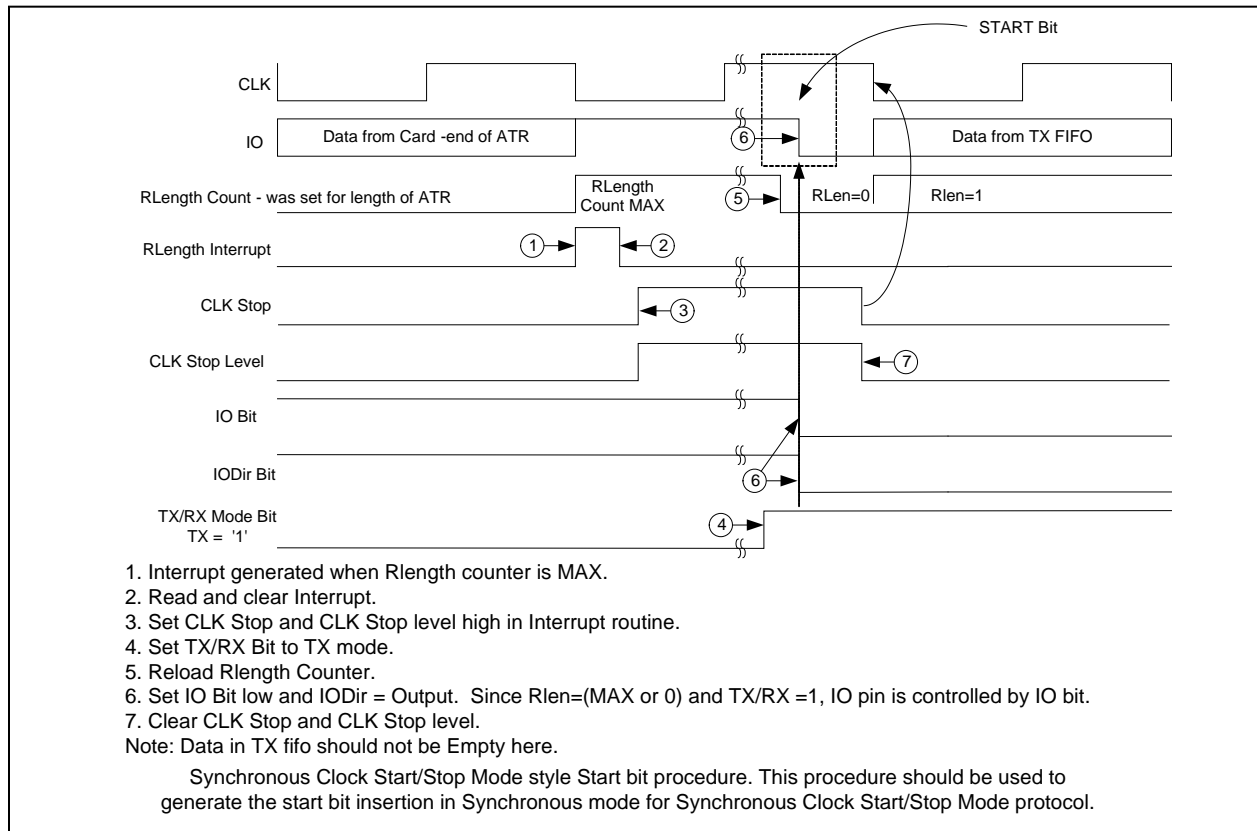 START Bit
CLK
IO
Data from Card -end of ATR
6
Data from TX FIFO
RLength Count - was set for length of ATR
RLength
Count MAX
5
RLen=0
Rlen=1
RLength Interrupt
1
2
CLK Stop
3
CLK Stop Level
7
IO Bit
IODir Bit
6
TX/RX Mode Bit
TX = '1'
4
1. Interrupt generated when Rlength counter is MAX.
2. Read and clear Interrupt.
3. Set CLK Stop and CLK Stop level high in Interrupt routine.
4. Set TX/RX Bit to TX mode.
5. Reload Rlength Counter.
6. Set IO Bit low and IODir = Output. Since Rlen=(MAX or 0) and TX/RX =1, IO pin is controlled by IO bit.
7. Clear CLK Stop and CLK Stop level.
Note: Data in TX fifo should not be Empty here.
Synchronous Clock Start/Stop Mode style Start bit procedure. This procedure should be used to
generate the start bit insertion in Synchronous mode for Synchronous Clock Start/Stop Mode protocol.